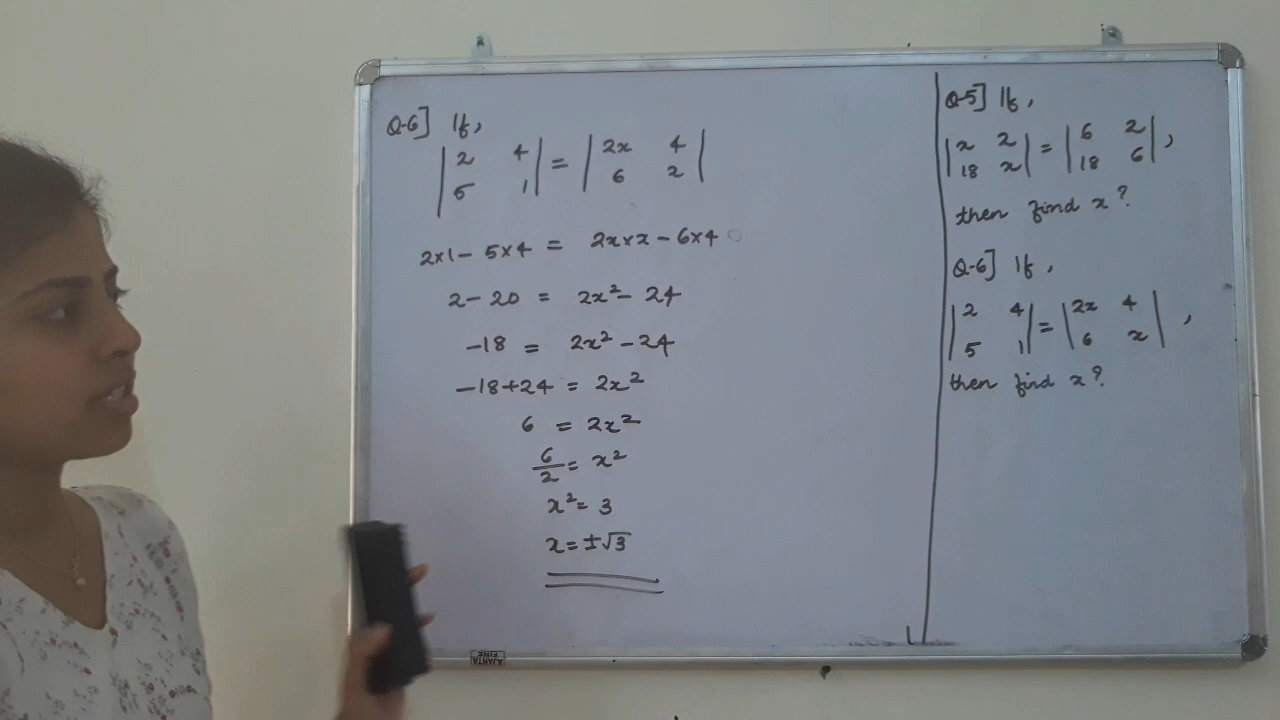 Q-6] If,
| 2 4 | = | 2x 4 |
| 5 1 | | 6 2 |
2×1 - 5×4 = 2x×x - 6×4
2 - 20 = 2x² - 24
-18 = 2x² - 24
-18+24 = 2x²
6 = 2x²
6/2 = x²
x² = 3
x = ±√3
AJANTA
FINE
Q-5] If,
| x 2 | = | 6 2 | ,
| 18 x | | 18 6 |
then find x?
Q-6] If,
| 2 4 | = | 2x 4 | ,
| 5 1 | | 6 x |
then find x?